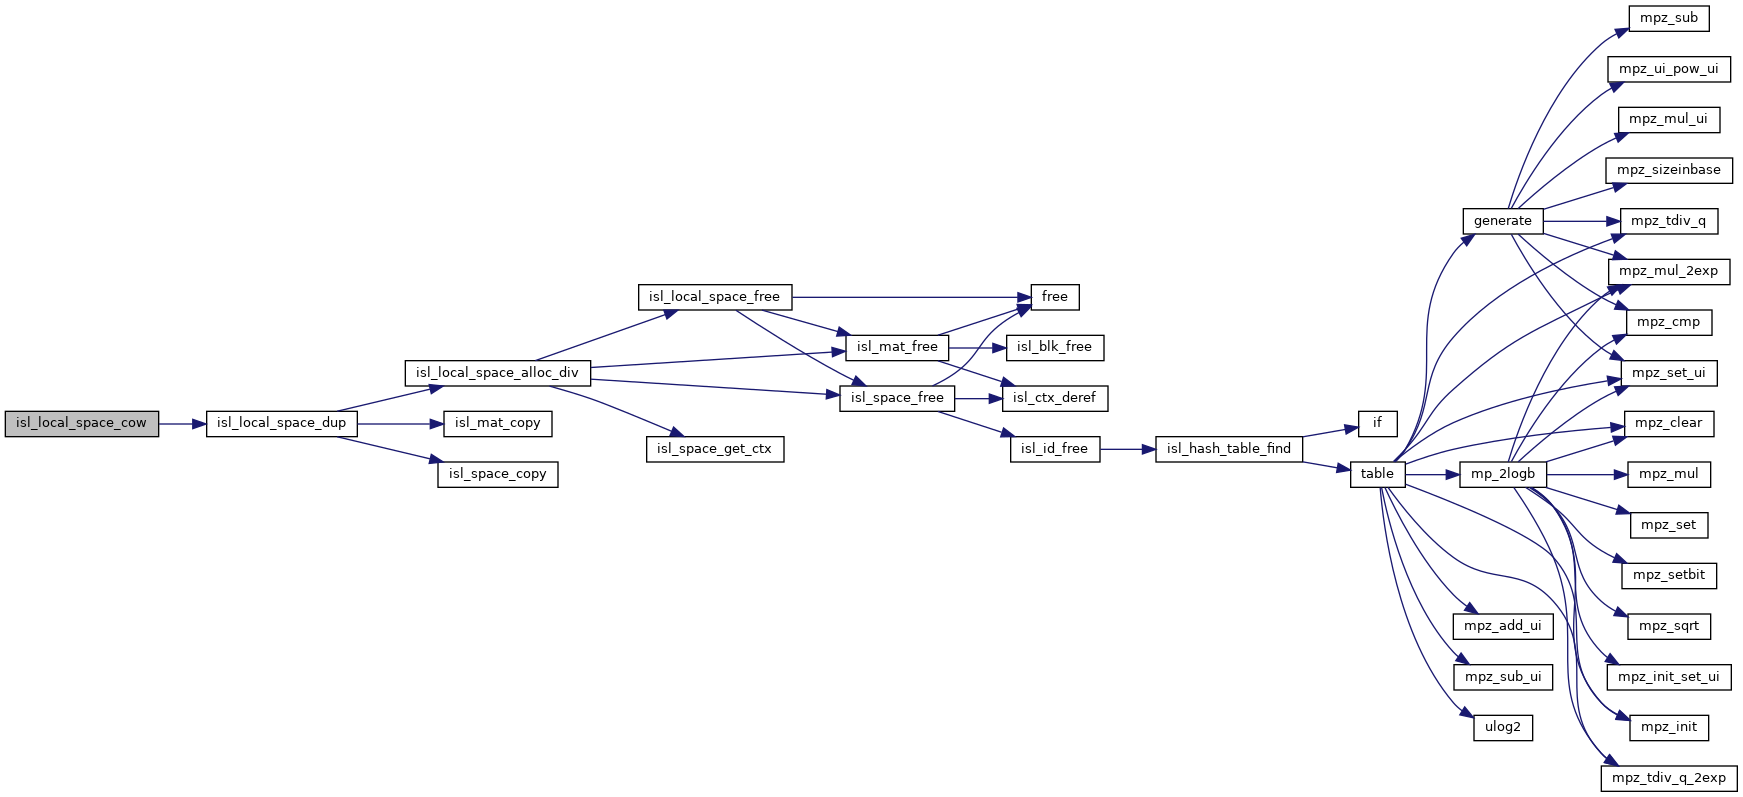 isl_local_space_cow
isl_local_space_dup
isl_local_space_alloc_div
isl_mat_copy
isl_space_copy
isl_local_space_free
isl_space_get_ctx
isl_mat_free
isl_space_free
free
isl_blk_free
isl_ctx_deref
isl_id_free
isl_hash_table_find
if
table
generate
mp_2logb
mpz_add_ui
mpz_sub_ui
ulog2
mpz_sub
mpz_ui_pow_ui
mpz_mul_ui
mpz_sizeinbase
mpz_tdiv_q
mpz_mul_2exp
mpz_cmp
mpz_set_ui
mpz_clear
mpz_mul
mpz_set
mpz_setbit
mpz_sqrt
mpz_init_set_ui
mpz_init
mpz_tdiv_q_2exp